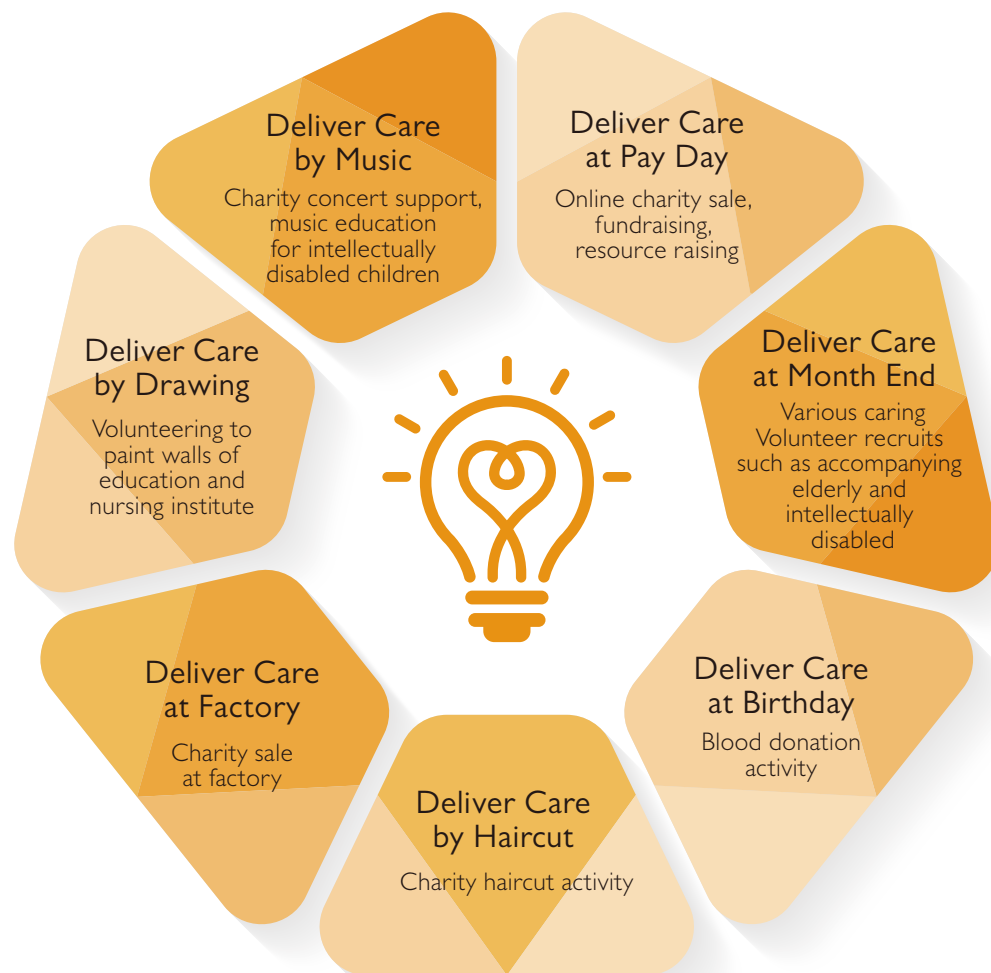 Deliver Care
by Music
Charity concert support,
music education
for intellectually
disabled children
Deliver Care
at Pay Day
Online charity sale,
fundraising,
resource raising
Deliver Care
at Month End
Various caring
Volunteer recruits
such as accompanying
elderly and
intellectually
disabled
Deliver Care
at Birthday
Blood donation
activity
Deliver Care
by Haircut
Charity haircut activity
Deliver Care
at Factory
Charity sale
at factory
Deliver Care
by Drawing
Volunteering to
paint walls of
education and
nursing institute